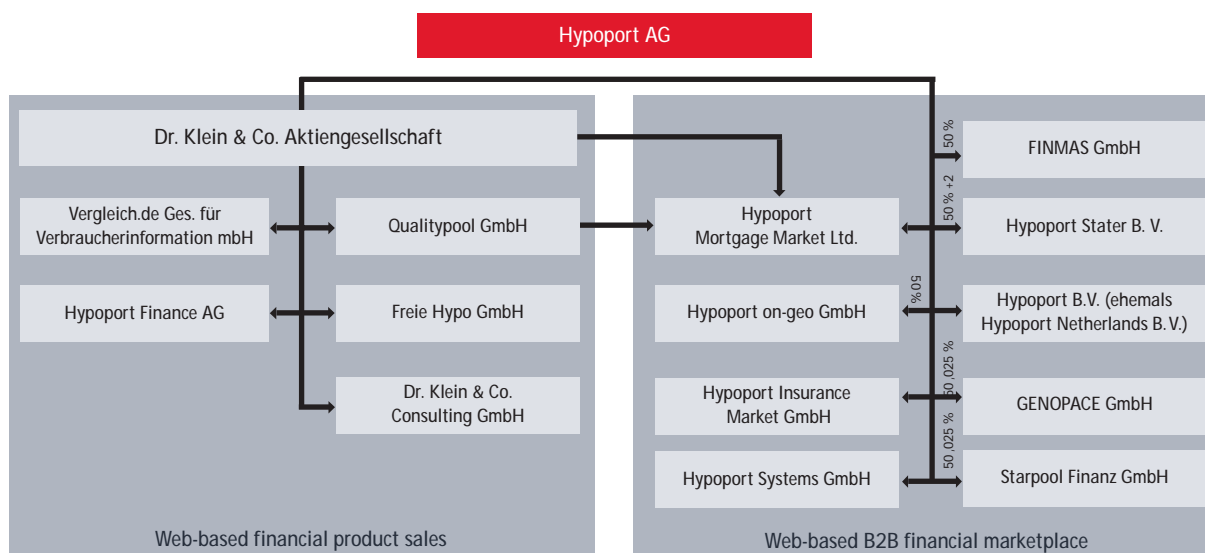 Hypoport AG
Dr. Klein & Co. Aktiengesellschaft
Vergleich.de Ges. für
Verbraucherinformation mbH
Qualitypool GmbH
Hypoport Finance AG
Freie Hypo GmbH
Dr. Klein & Co.
Consulting GmbH
Web-based financial product sales
50 %
FINMAS GmbH
Hypoport
Mortgage Market Ltd.
50 % +2
Hypoport Stater B. V.
Hypoport on-geo GmbH
50 %
Hypoport B.V. (ehemals
Hypoport Netherlands B.V.)
Hypoport Insurance
Market GmbH
50,025 %
GENOPACE GmbH
Hypoport Systems GmbH
50,025 %
Starpool Finanz GmbH
Web-based B2B financial marketplace